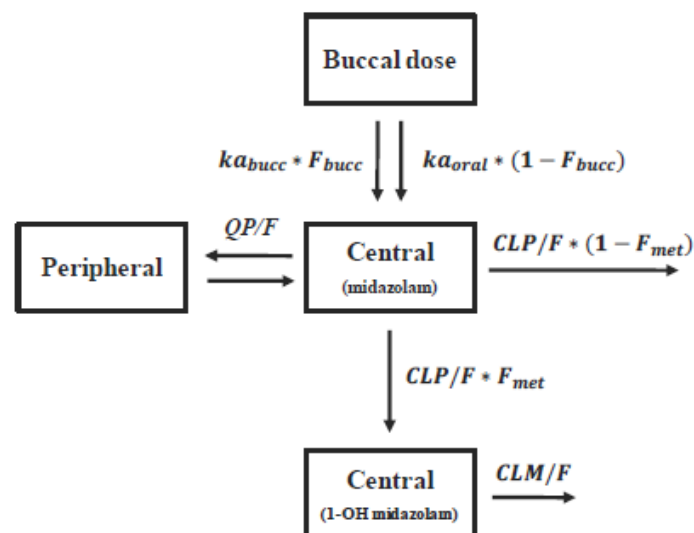 Buccal dose
ka_bucc * F_bucc
ka_oral * (1 − F_bucc)
QP/F
Peripheral
Central
(midazolam)
CLP/F * (1 − F_met)
CLP/F * F_met
Central
(1-OH midazolam)
CLM/F